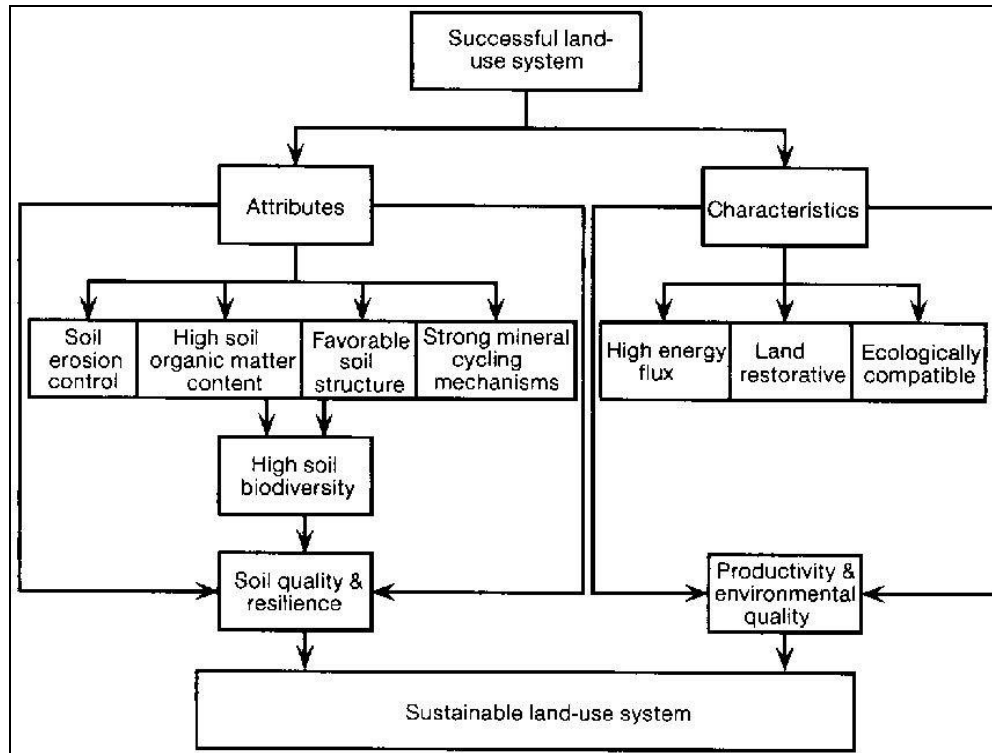 Successful land-
use system
Attributes
Characteristics
Soil
erosion
control
High soil
organic matter
content
Favorable
soil
structure
Strong mineral
cycling
mechanisms
High energy
flux
Land
restorative
Ecologically
compatible
High soil
biodiversity
Soil quality &
resilience
Productivity &
environmental
quality
Sustainable land-use system